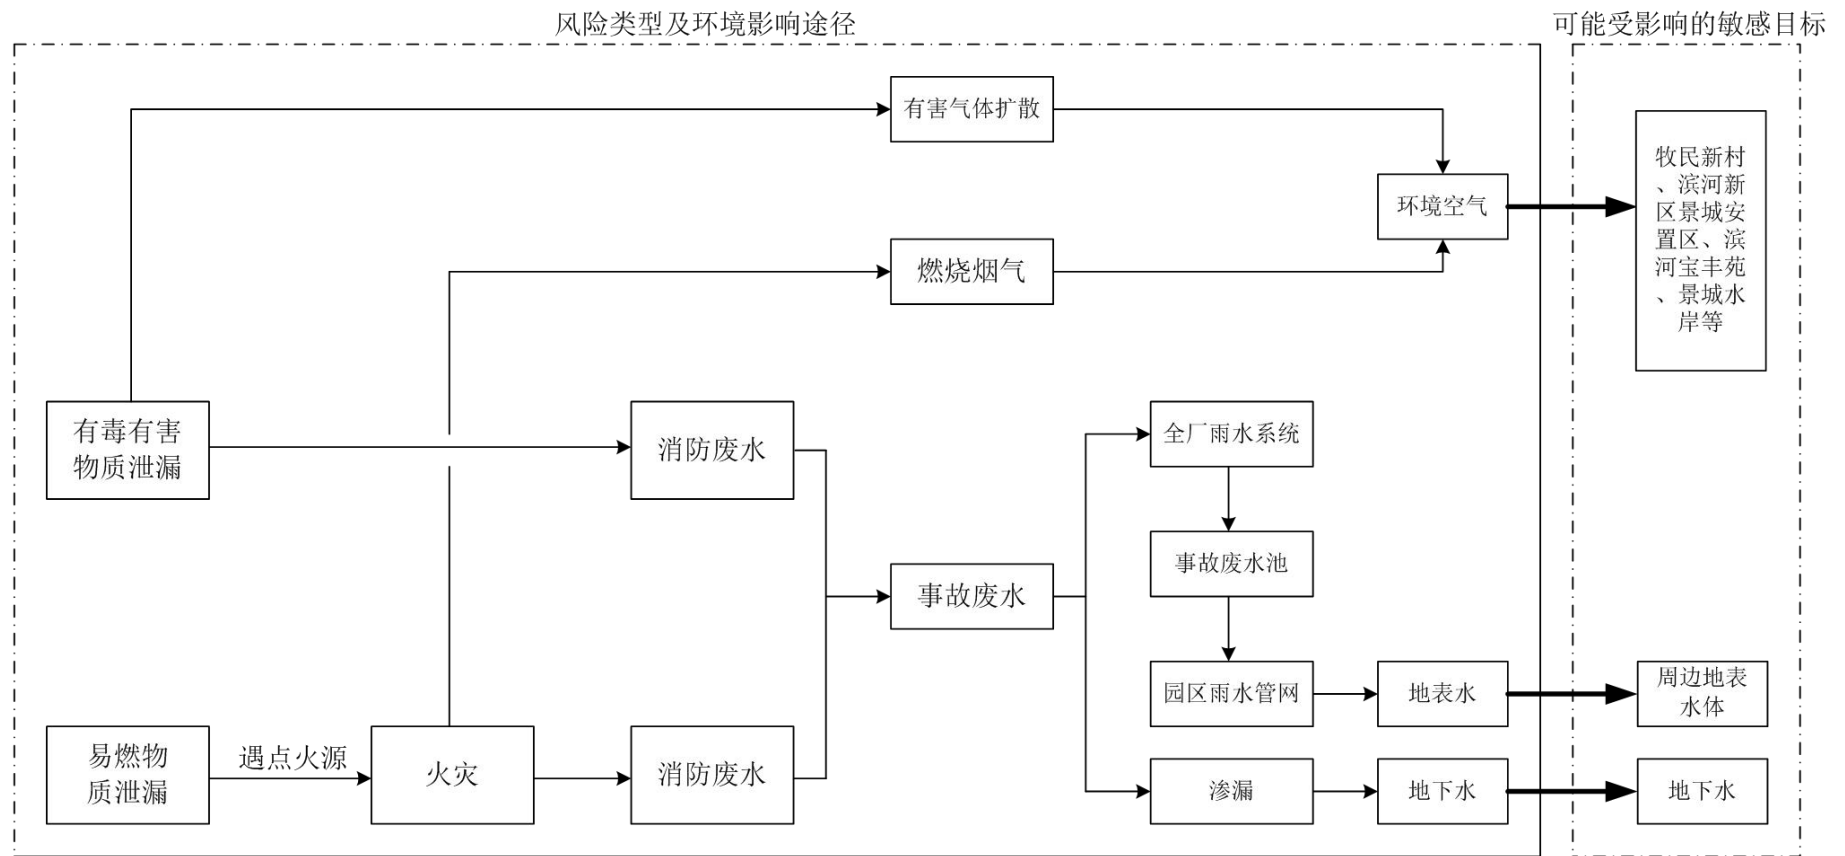 风险类型及环境影响途径
可能受影响的敏感目标
有害气体扩散
牧民新村
、滨河新
区景城安
置区、滨
河宝丰苑
、景城水
岸等
环境空气
燃烧烟气
有毒有害
物质泄漏
消防废水
全厂雨水系统
事故废水池
事故废水
园区雨水管网
地表水
周边地表
水体
易燃物
质泄漏
遇点火源
火灾
消防废水
渗漏
地下水
地下水